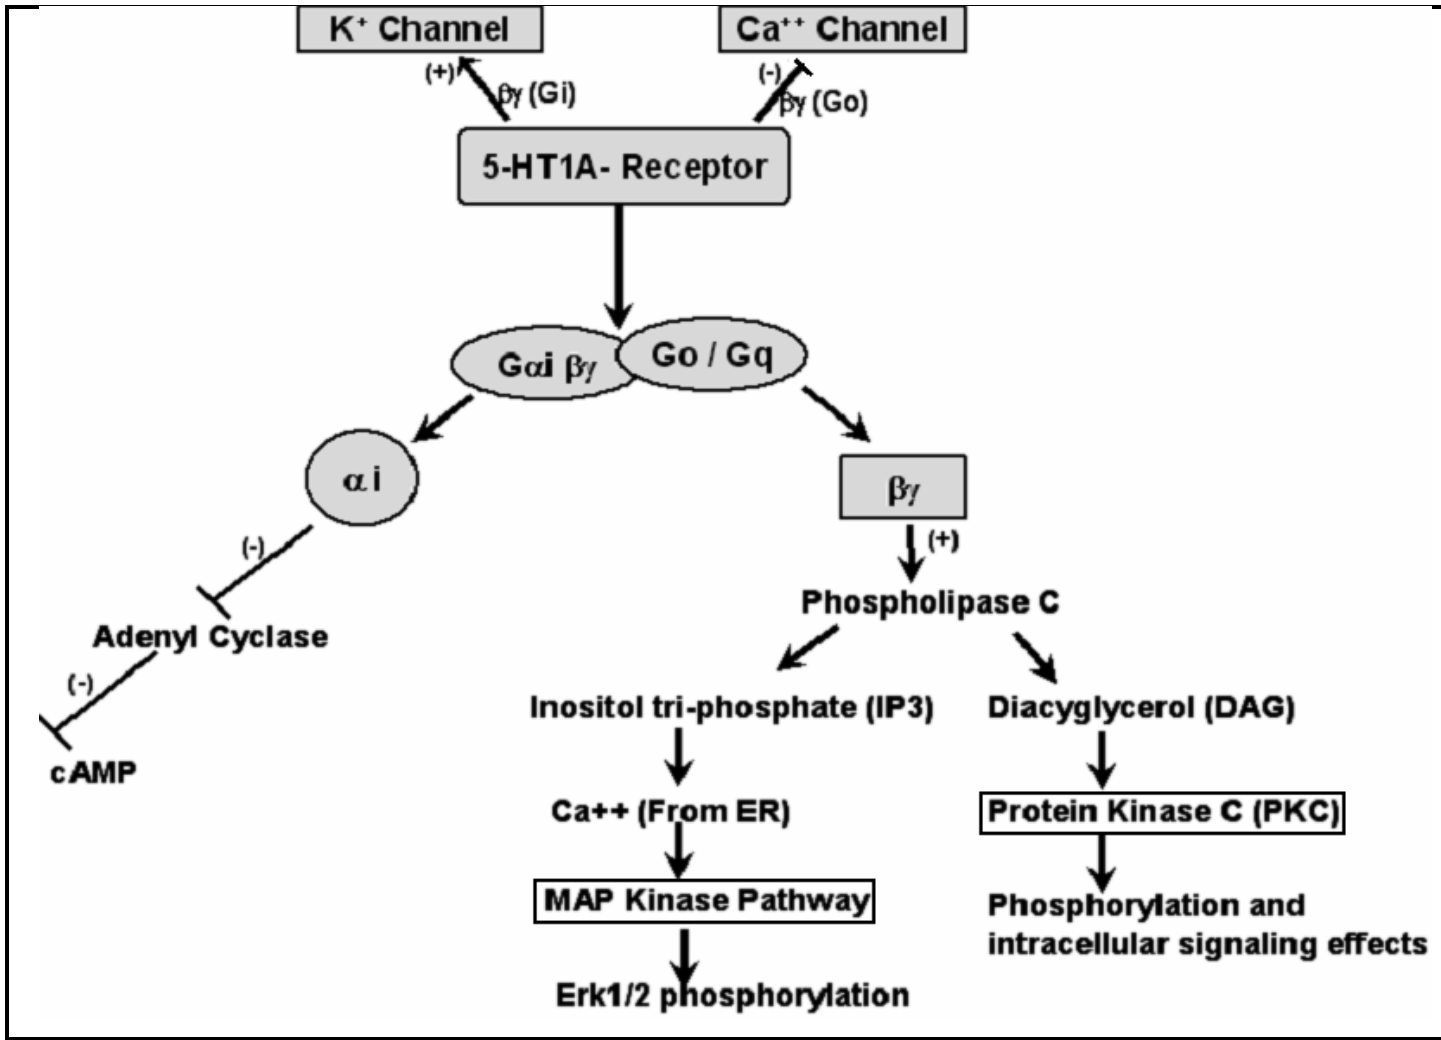 K⁺ Channel
Ca⁺⁺ Channel
(+)
βγ (Gi)
(-)
βγ (Go)
5-HT1A- Receptor
Gαi βγ
Go / Gq
α i
βγ
(-)
(+)
Adenyl Cyclase
Phospholipase C
(-)
cAMP
Inositol tri-phosphate (IP3)
Diacyglycerol (DAG)
Ca++ (From ER)
Protein Kinase C (PKC)
MAP Kinase Pathway
Phosphorylation and
intracellular signaling effects
Erk1/2 phosphorylation